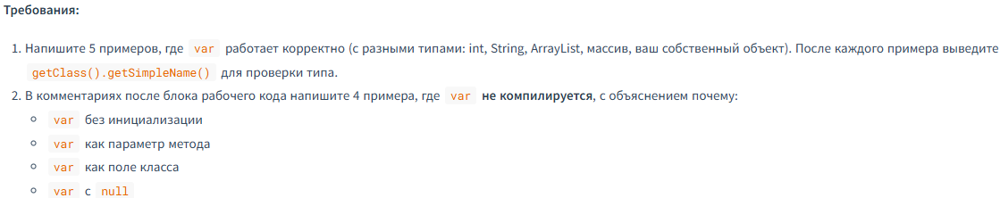 Требования:
1. Напишите 5 примеров, где var работает корректно (с разными типами: int, String, ArrayList, массив, ваш собственный объект). После каждого примера выведите
getClass().getSimpleName() для проверки типа.
2. В комментариях после блока рабочего кода напишите 4 примера, где var не компилируется, с объяснением почему:
○ var без инициализации
○ var как параметр метода
○ var как поле класса
○ var с null